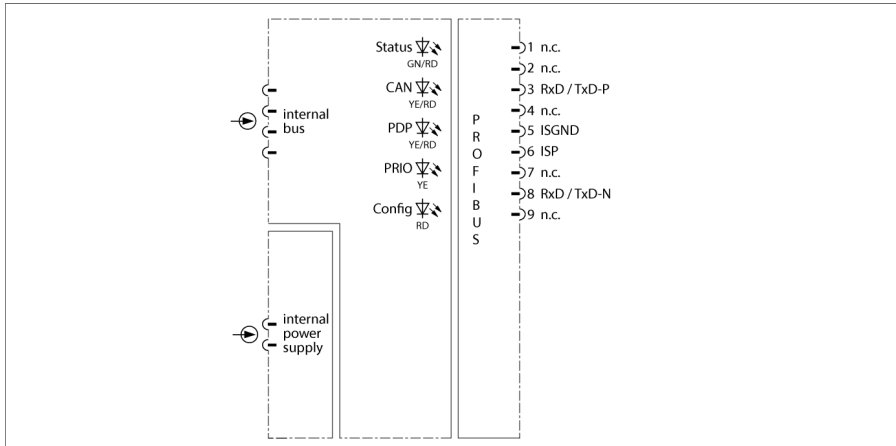 Status
GN/RD
CAN
YE/RD
PDP
YE/RD
PRIO
YE
Config
RD
internal
bus
internal
power
supply
PROFIBUS
1 n.c.
2 n.c.
3 RxD / TxD-P
4 n.c.
5 ISGND
6 ISP
7 n.c.
8 RxD / TxD-N
9 n.c.